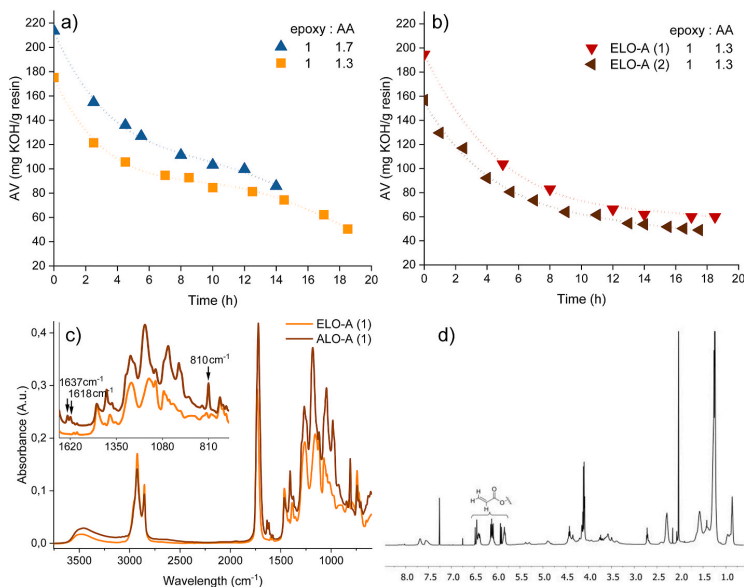 a)
epoxy : AA
1 1.7
1 1.3
AV (mg KOH/g resin)
220
200
180
160
140
120
100
80
60
40
20
0 2 4 6 8 10 12 14 16 18 20
Time (h)
b)
epoxy : AA
ELO-A (1) 1 1.3
ELO-A (2) 1 1.3
AV (mg KOH/g resin)
220
200
180
160
140
120
100
80
60
40
20
0 2 4 6 8 10 12 14 16 18 20
Time (h)
c)
ELO-A (1)
ALO-A (1)
1637cm-1
1618cm-1
810cm-1
1620 1350 1080 810
Absorbance (A.u.)
0,4
0,3
0,2
0,1
0,0
3500 3000 2500 2000 1500 1000
Wavelength (cm-1)
d)
H
O
H
H
O
8.0 7.5 7.0 6.5 6.0 5.5 5.0 4.5 4.0 3.5 3.0 2.5 2.0 1.5 1.0 0.5